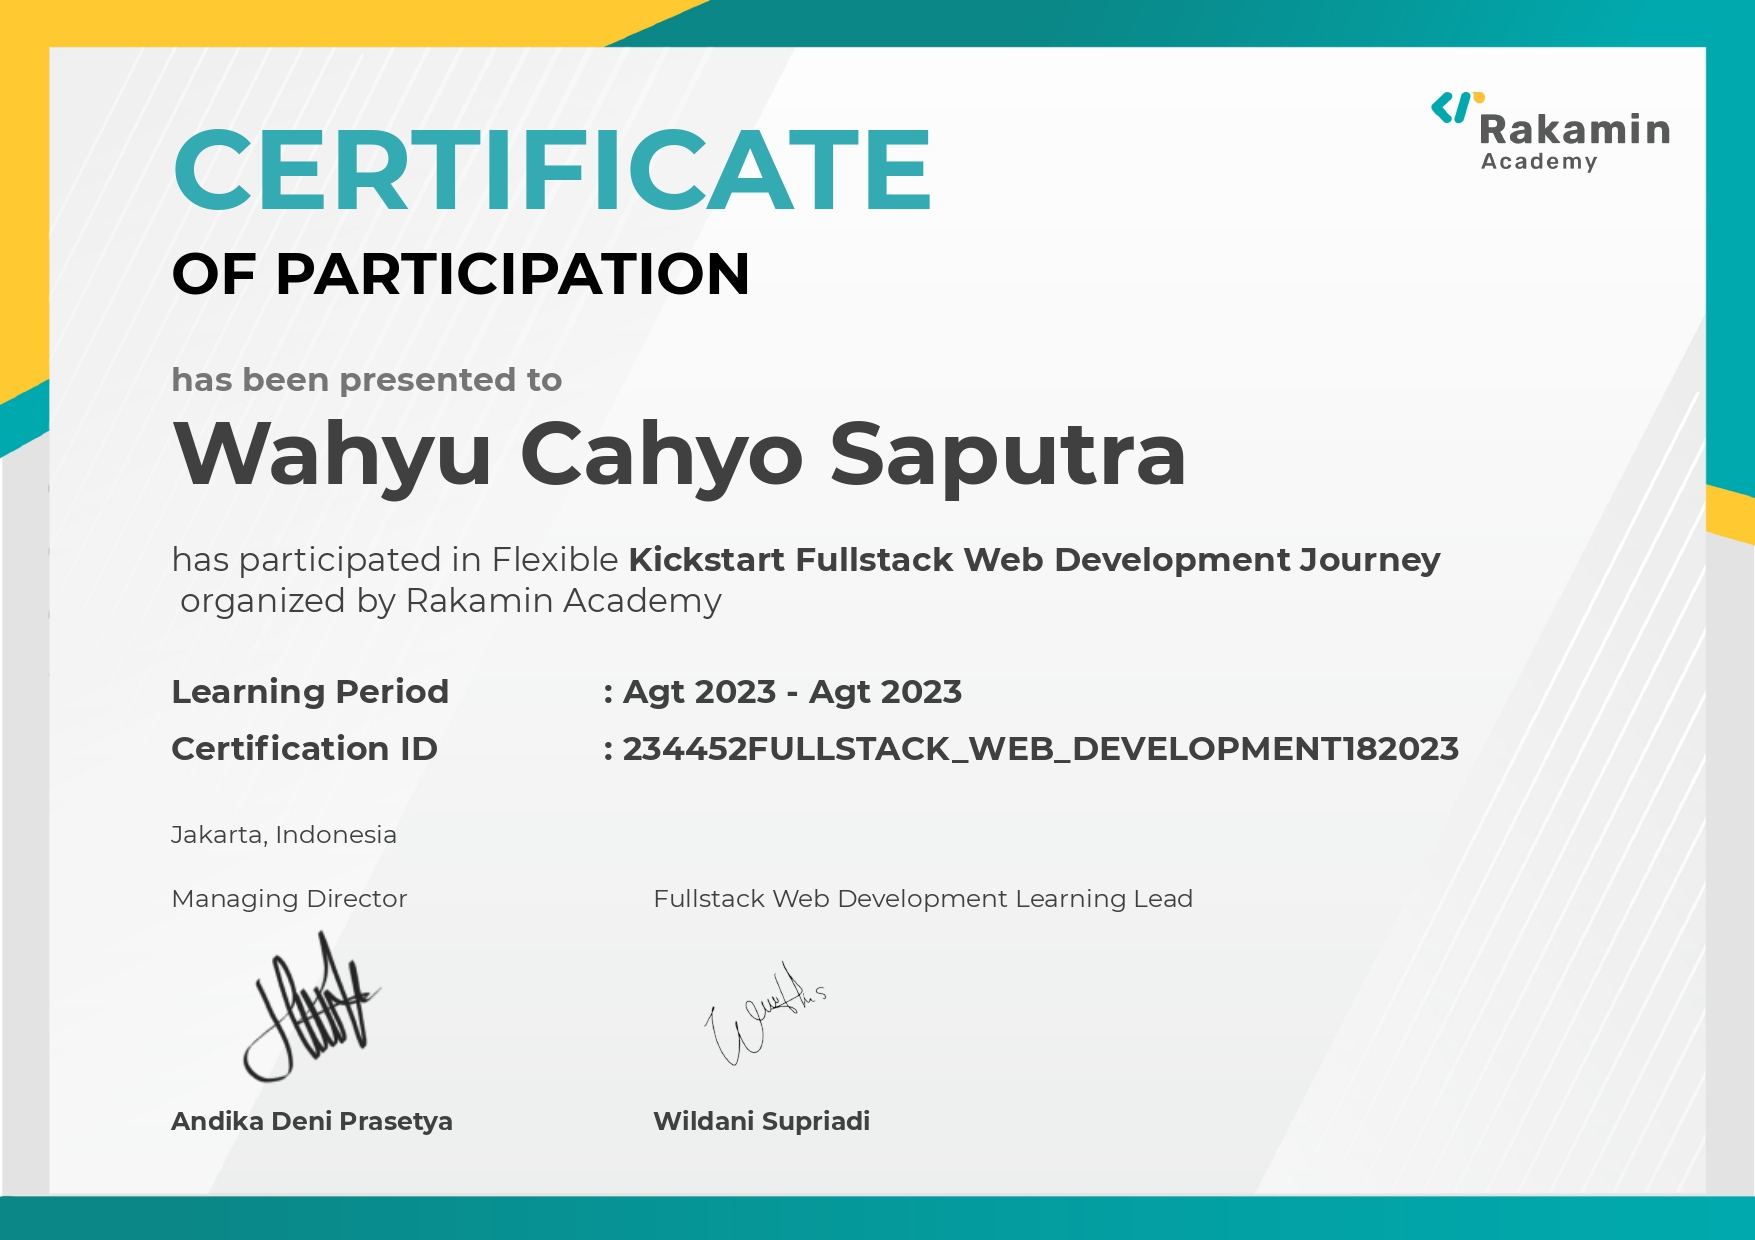 Rakamin
Academy
CERTIFICATE
OF PARTICIPATION
has been presented to
Wahyu Cahyo Saputra
has participated in Flexible Kickstart Fullstack Web Development Journey
organized by Rakamin Academy
Learning Period : Agt 2023 - Agt 2023
Certification ID : 234452FULLSTACK_WEB_DEVELOPMENT182023
Jakarta, Indonesia
Managing Director
Fullstack Web Development Learning Lead
Andika Deni Prasetya
Wildani Supriadi